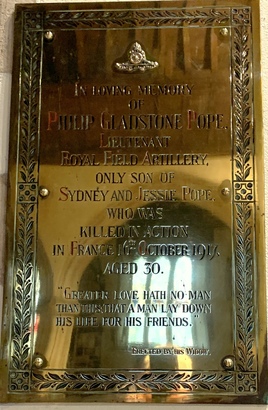 IN LOVING MEMORY
OF
PHILIP GLADSTONE POPE,
LIEUTENANT
ROYAL FIELD ARTILLERY,
ONLY SON OF
SYDNEY AND JESSIE POPE,
WHO WAS
KILLED IN ACTION
IN FRANCE 16TH OCTOBER 1917.
AGED 30.
"GREATER LOVE HATH NO MAN
THAN THIS, THAT A MAN LAY DOWN
HIS LIFE FOR HIS FRIENDS."
ERECTED BY HIS WIDOW.